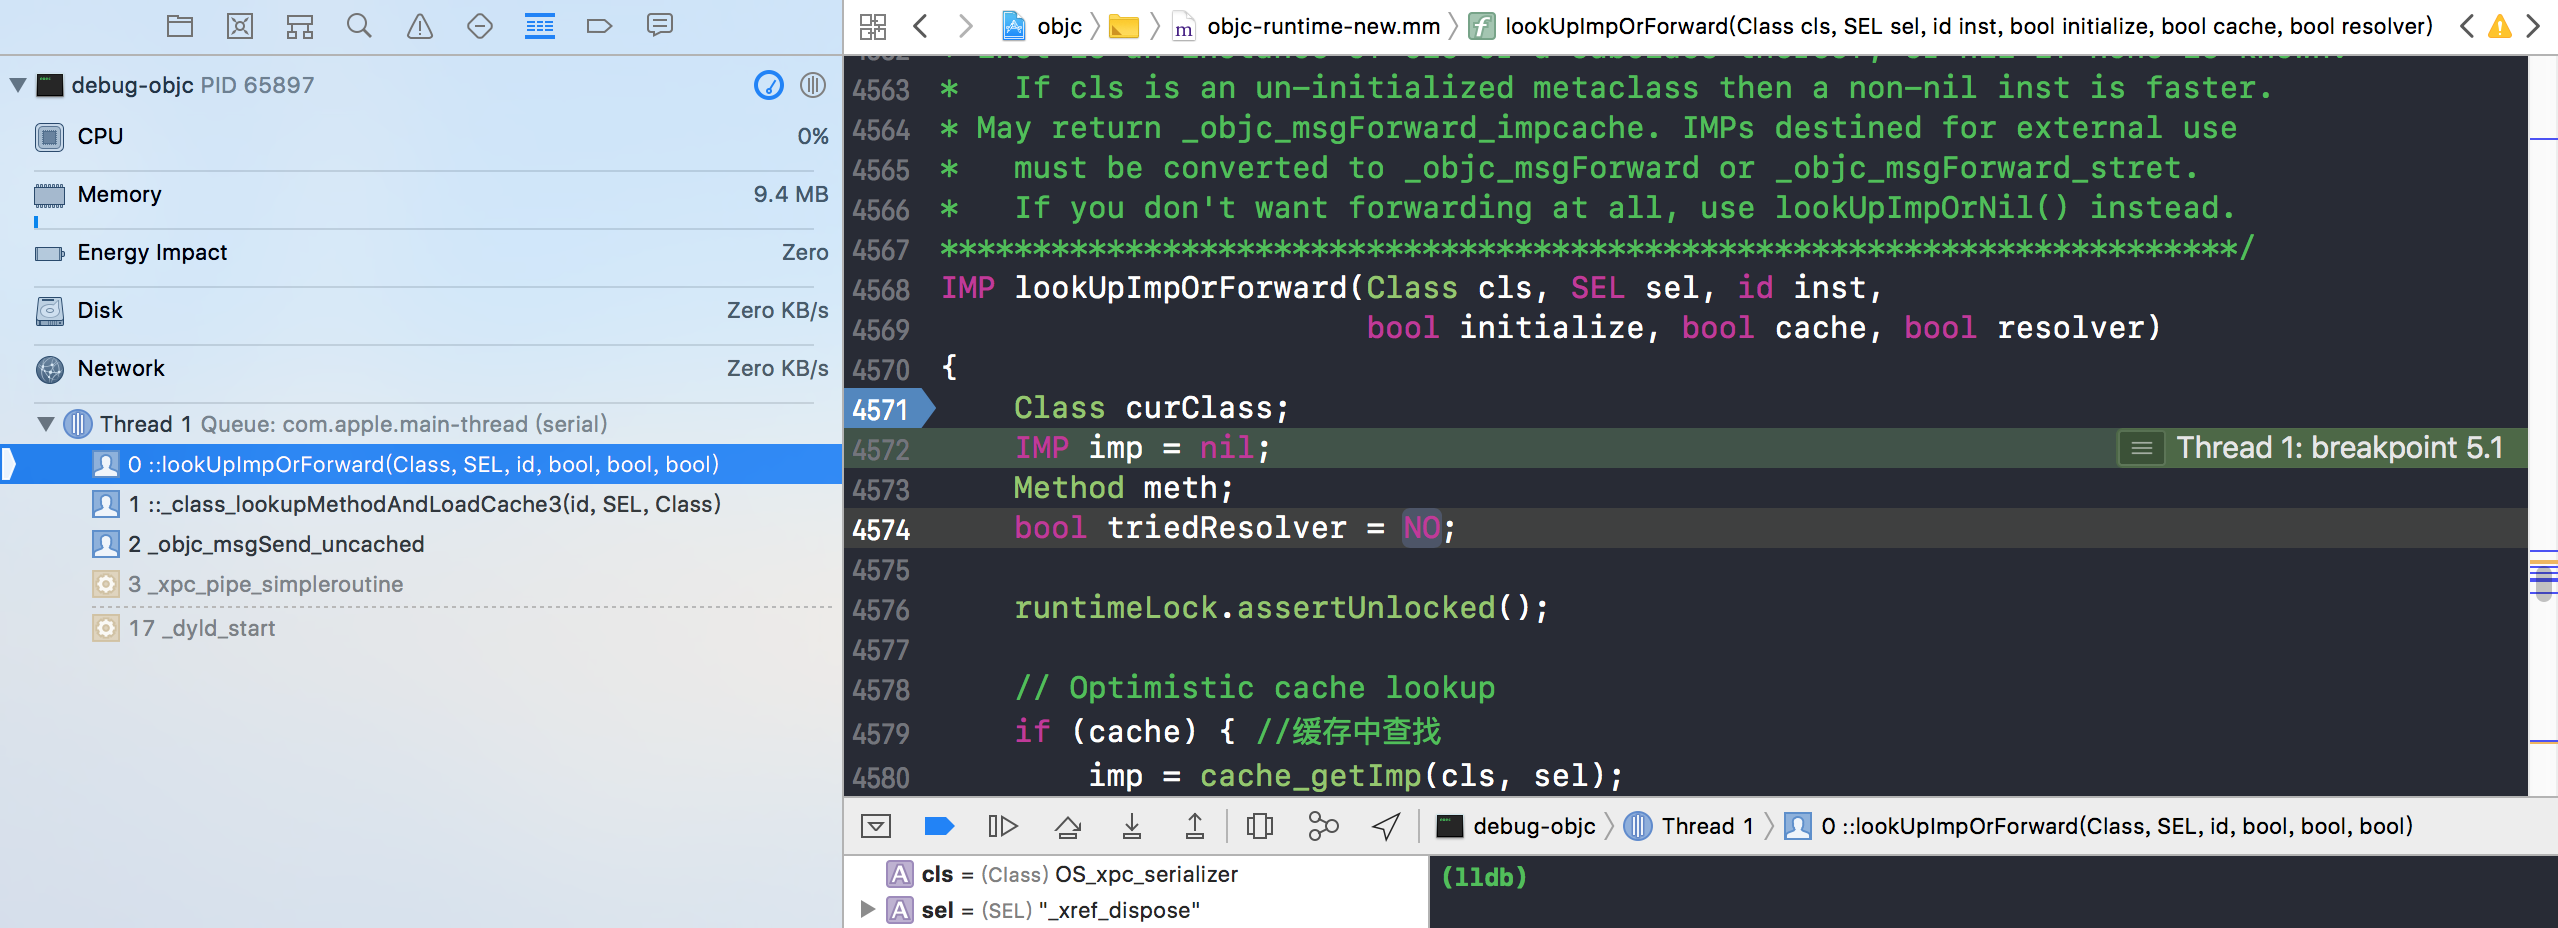 debug-objc PID 65897
CPU 0%
Memory 9.4 MB
Energy Impact Zero
Disk Zero KB/s
Network Zero KB/s
Thread 1 Queue: com.apple.main-thread (serial)
0 ::lookUpImpOrForward(Class, SEL, id, bool, bool, bool)
1 ::_class_lookupMethodAndLoadCache3(id, SEL, Class)
2 _objc_msgSend_uncached
3 _xpc_pipe_simpleroutine
17 _dyld_start
objc
objc-runtime-new.mm
lookUpImpOrForward(Class cls, SEL sel, id inst, bool initialize, bool cache, bool resolver)
4563 *   If cls is an un-initialized metaclass then a non-nil inst is faster.
4564 * May return _objc_msgForward_impcache. IMPs destined for external use
4565 *   must be converted to _objc_msgForward or _objc_msgForward_stret.
4566 *   If you don't want forwarding at all, use lookUpImpOrNil() instead.
4567 **********************************************************************/
4568 IMP lookUpImpOrForward(Class cls, SEL sel, id inst,
4569                        bool initialize, bool cache, bool resolver)
4570 {
4571     Class curClass;
4572     IMP imp = nil; Thread 1: breakpoint 5.1
4573     Method meth;
4574     bool triedResolver = NO;
4575
4576     runtimeLock.assertUnlocked();
4577
4578     // Optimistic cache lookup
4579     if (cache) { //缓存中查找
4580         imp = cache_getImp(cls, sel);
debug-objc Thread 1 0 ::lookUpImpOrForward(Class, SEL, id, bool, bool, bool)
A cls = (Class) OS_xpc_serializer
A sel = (SEL) "_xref_dispose"
(lldb)